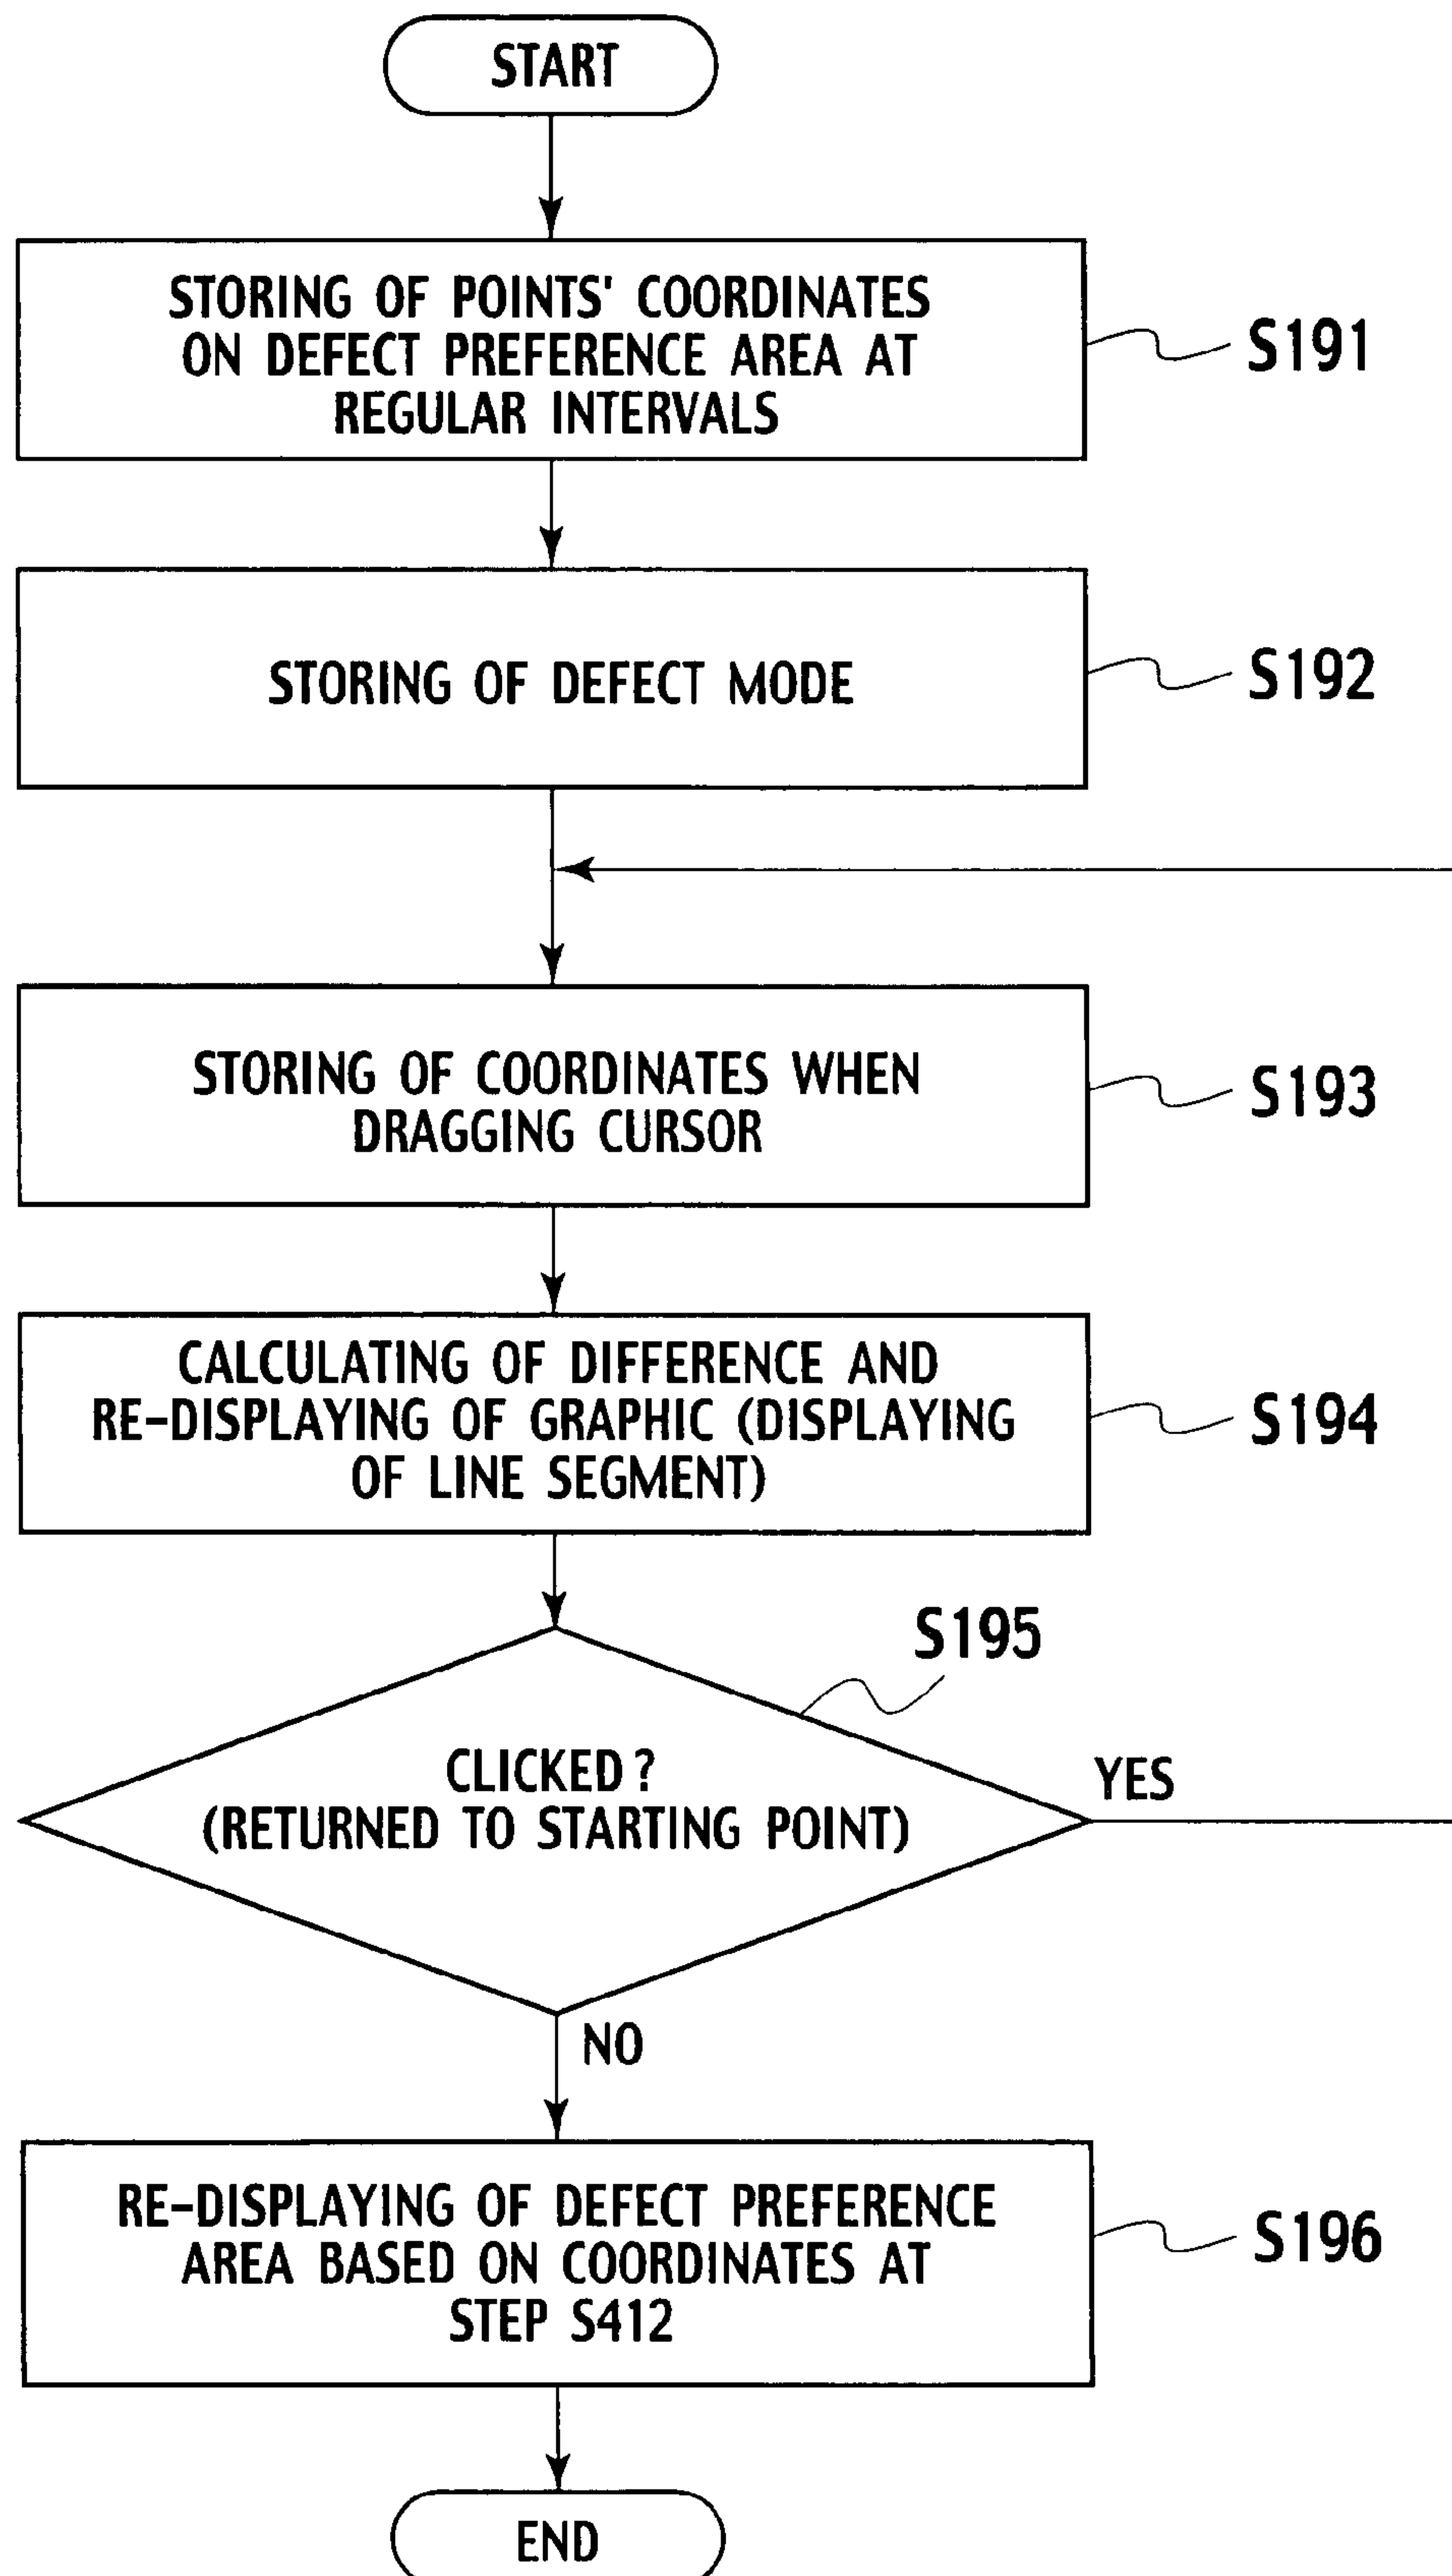 START
STORING OF POINTS' COORDINATES
ON DEFECT PREFERENCE AREA AT
REGULAR INTERVALS
S191
STORING OF DEFECT MODE
S192
STORING OF COORDINATES WHEN
DRAGGING CURSOR
S193
CALCULATING OF DIFFERENCE AND
RE-DISPLAYING OF GRAPHIC (DISPLAYING
OF LINE SEGMENT)
S194
S195
CLICKED?
(RETURNED TO STARTING POINT)
YES
NO
RE-DISPLAYING OF DEFECT PREFERENCE
AREA BASED ON COORDINATES AT
STEP S412
S196
END